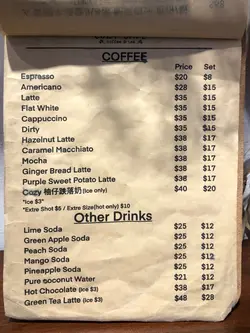 COFFEE
Price Set
Espresso $20 $8
Americano $28 $15
Latte $35 $15
Flat White $35 $15
Cappuccino $35 $15
Dirty $35 $15
Hazelnut Latte $38 $17
Caramel Macchiato $38 $17
Mocha $38 $17
Ginger Bread Latte $38 $17
Purple Sweet Potato Latte $38 $17
Cozy 柚仔跌落奶 (Ice only) $40 $20
*Ice $3*
*Extre Shot $5 / Extre Size(hot only) $10
Other Drinks
Lime Soda $25 $12
Green Apple Soda $25 $12
Peach Soda $25 $12
Mango Soda $25 $12
Pineapple Soda $25 $12
Pure coconut Water $21 $12
Hot Chocolate (Ice $3) $38 $17
Green Tea Latte (Ice $3) $48 $28